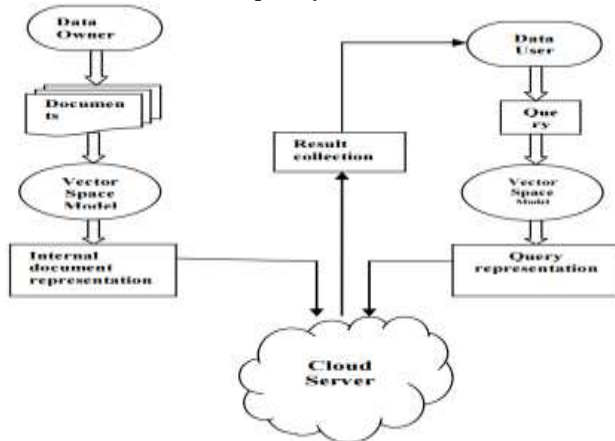 Data
Owner
Documen
ts
Vector
Space
Model
Internal
document
representation
Result
collection
Data
User
Que
ry
Vector
Space
Model
Query
representation
Cloud
Server